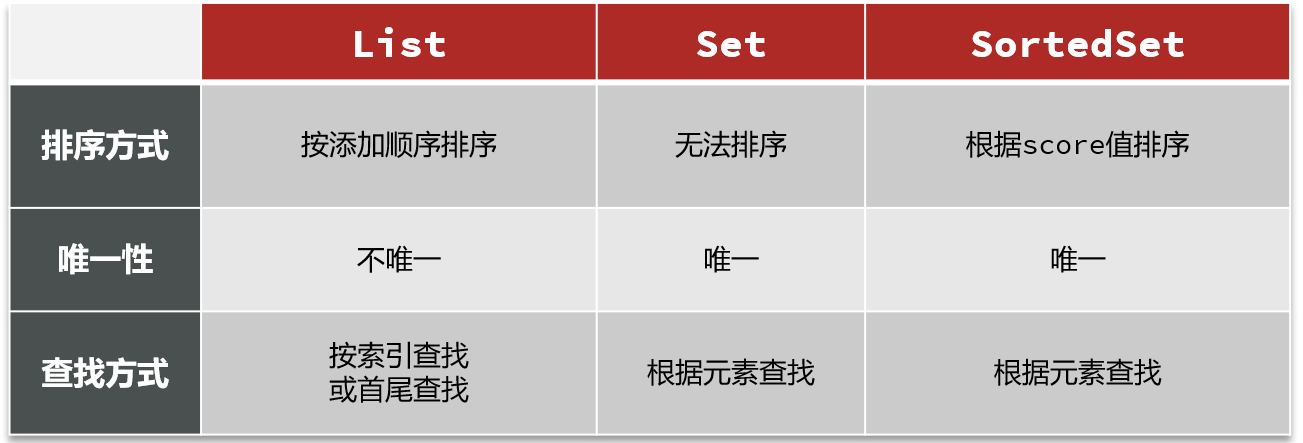 List Set SortedSet
排序方式 按添加顺序排序 无法排序 根据score值排序
唯一性 不唯一 唯一 唯一
查找方式 按索引查找
或首尾查找 根据元素查找 根据元素查找